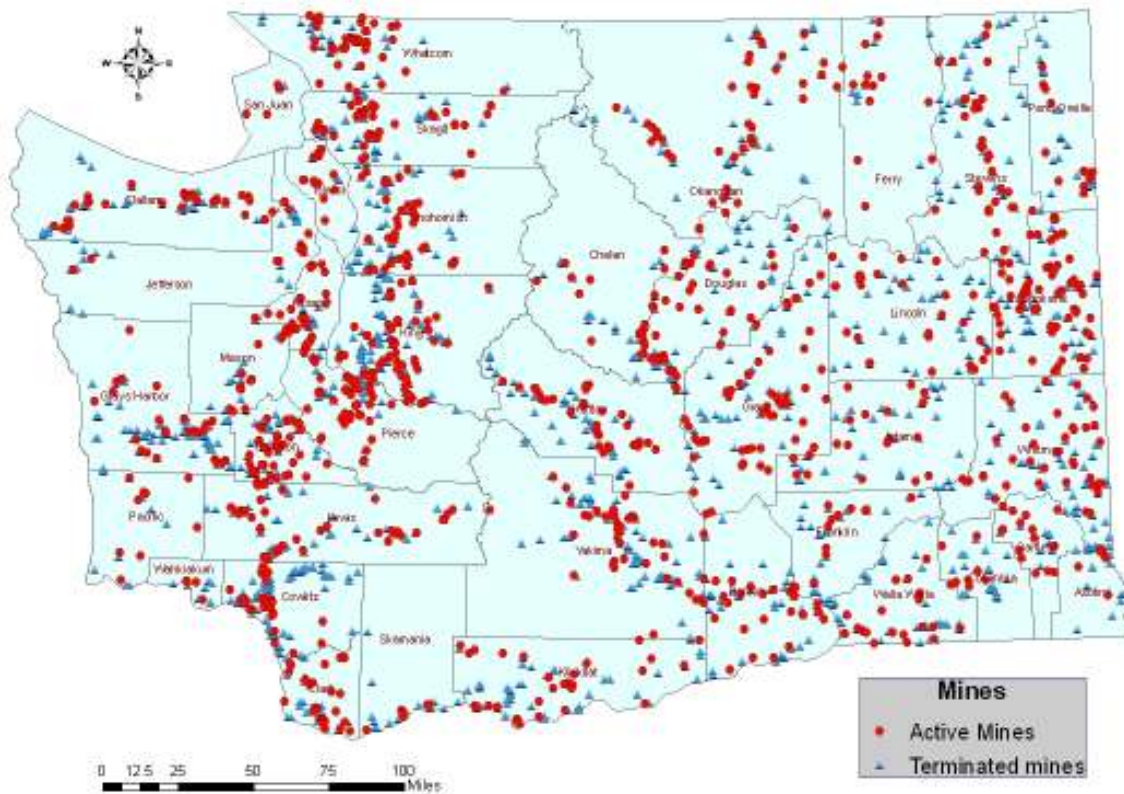 N
W
S
Whatcom
San Juan
Skagit
Pend Oreille
Okanogan
Ferry
Stevens
Clallam
Snohomish
Chelan
Jefferson
Douglas
Lincoln
King
Mason
Grays Harbor
Pierce
Adams
Pacific
Lewis
Yakima
Franklin
Wahkiakum
Cowlitz
Walla Walla
Asotin
Skamania
Klickitat
Mines
Active Mines
Terminated mines
0 12.5 25 50 75 100
Miles